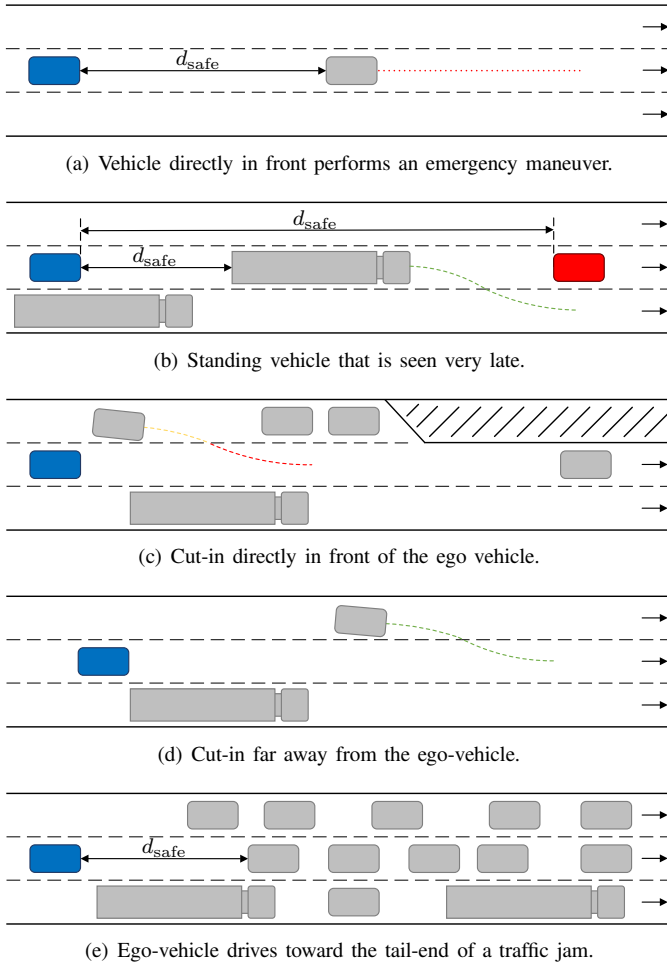 d_safe
(a) Vehicle directly in front performs an emergency maneuver.
d_safe
d_safe
(b) Standing vehicle that is seen very late.
(c) Cut-in directly in front of the ego vehicle.
(d) Cut-in far away from the ego-vehicle.
d_safe
(e) Ego-vehicle drives toward the tail-end of a traffic jam.